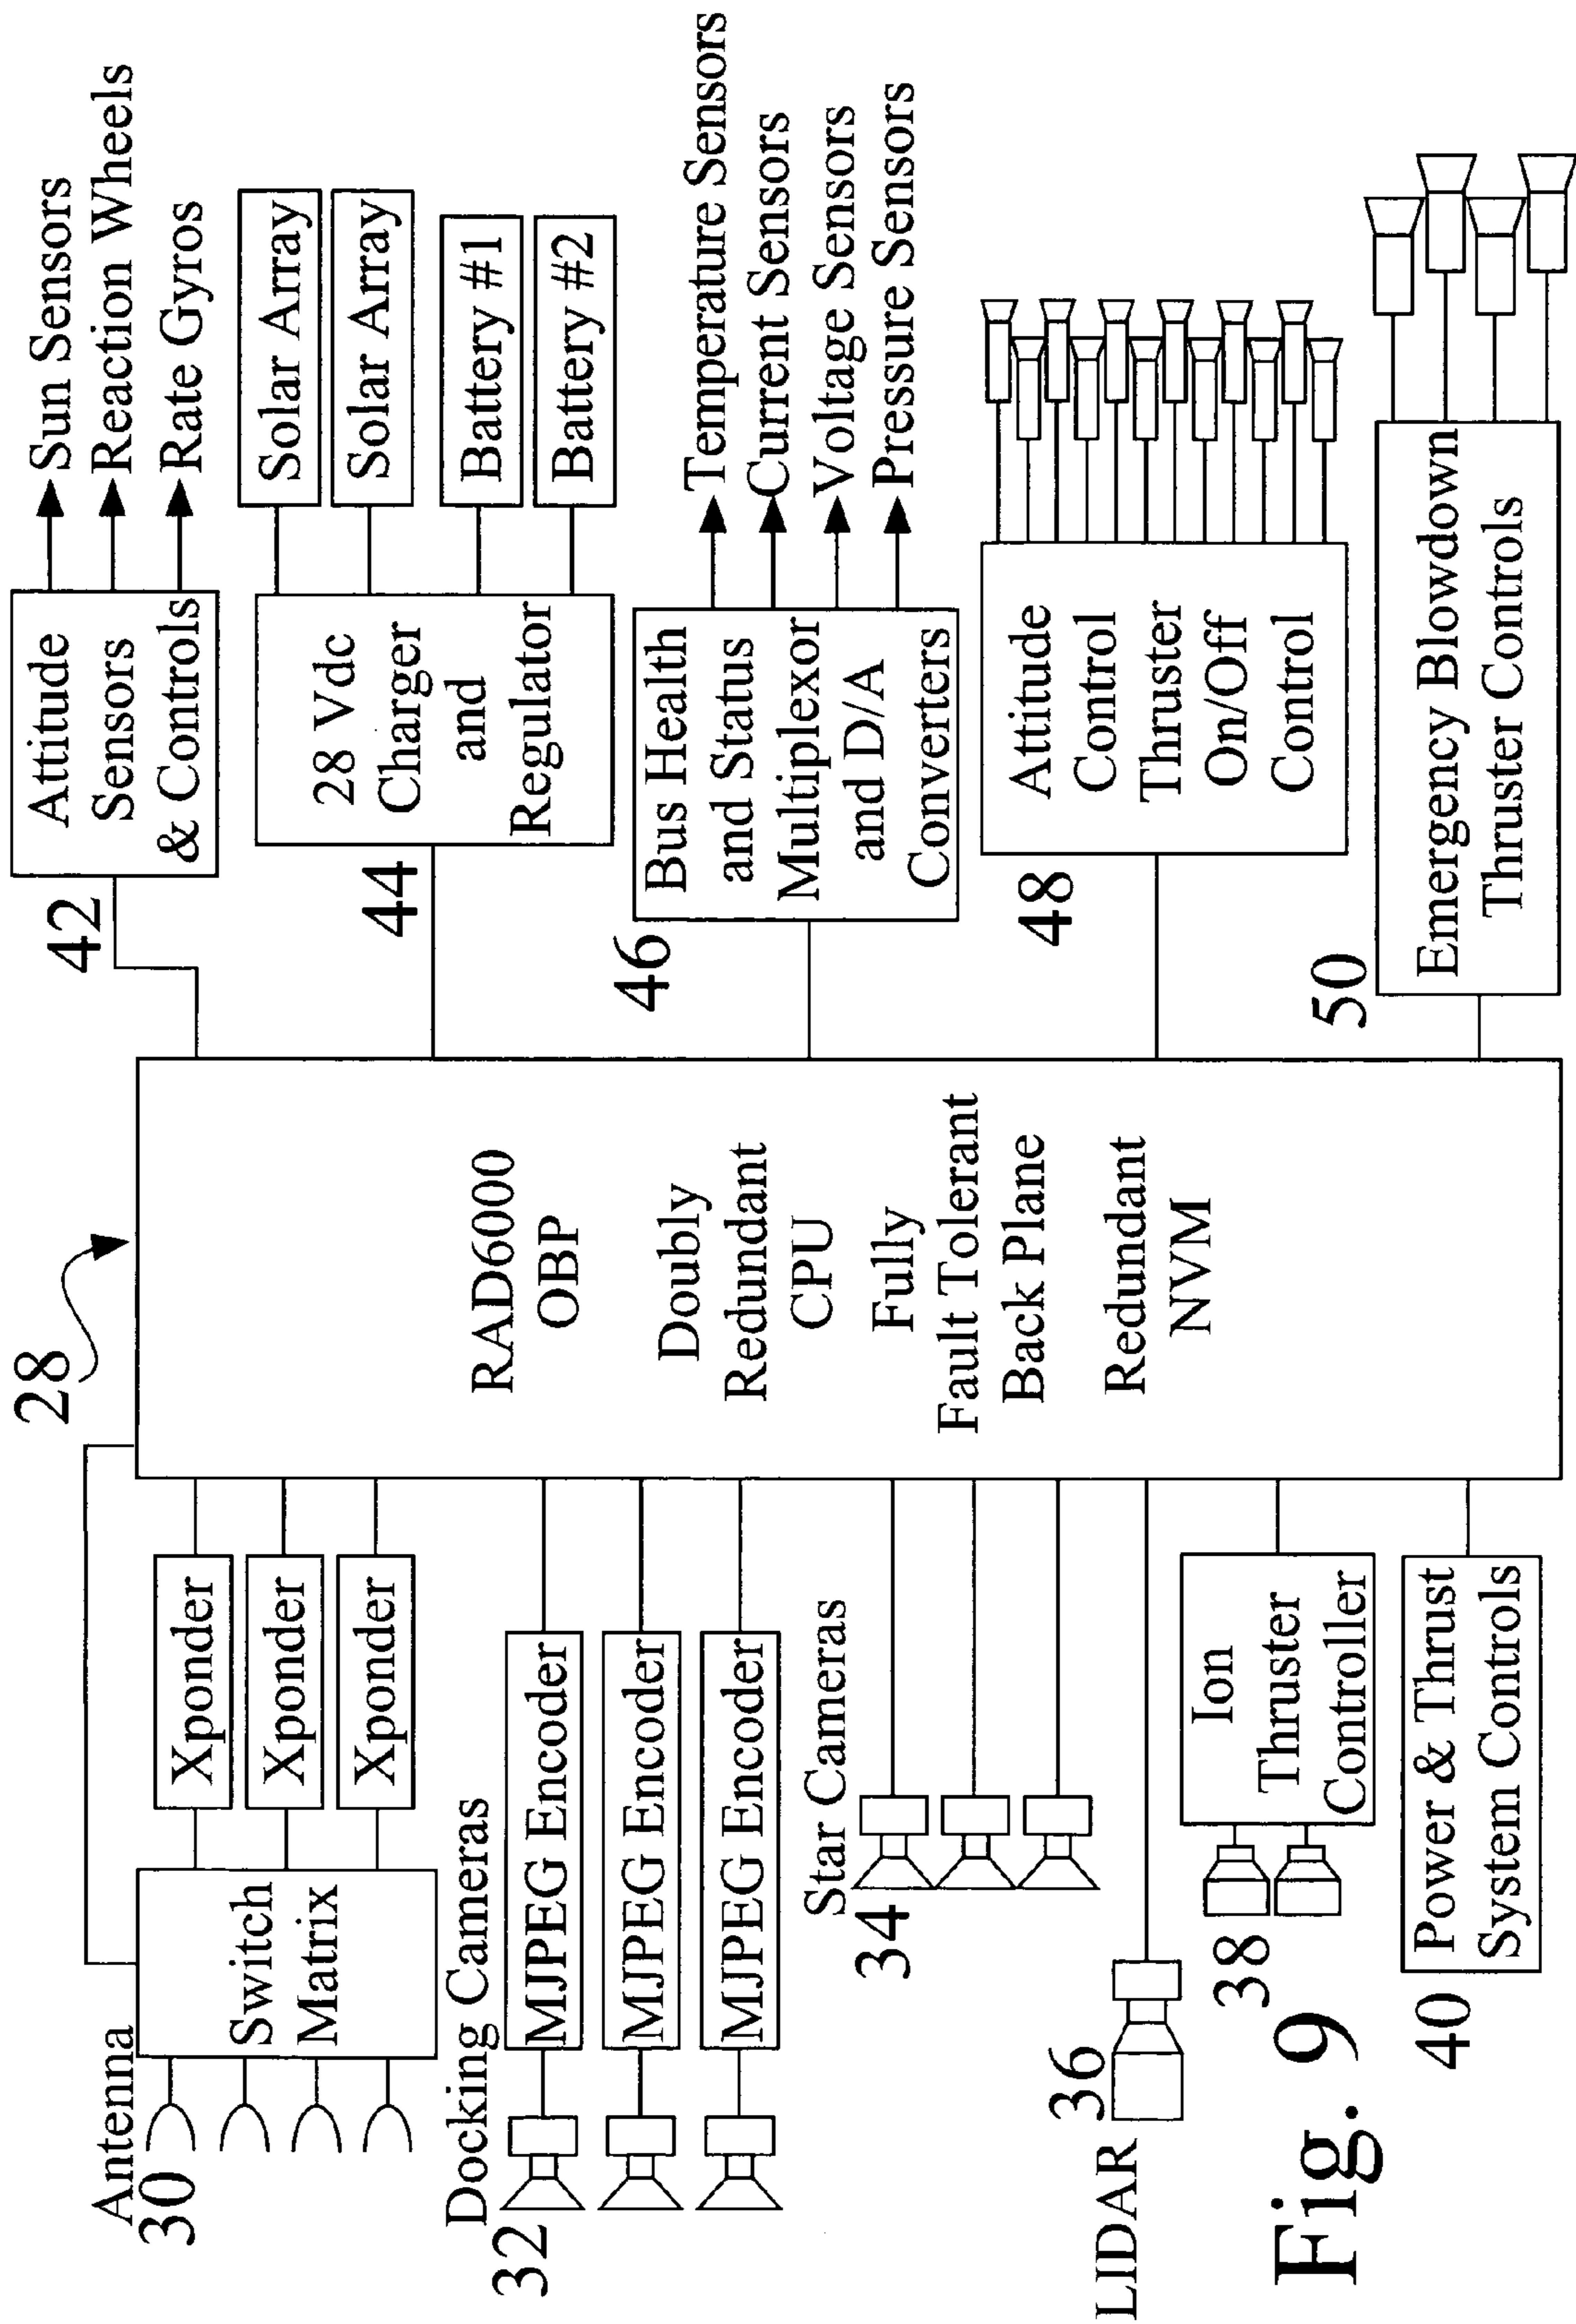 28
Antenna
30
Switch
Matrix
Xponder
Xponder
Xponder
Docking Cameras
32
MJPEG Encoder
MJPEG Encoder
MJPEG Encoder
Star Cameras
34
36
LIDAR
38
Ion
Thruster
Controller
40
Power & Thrust
System Controls
RAD6000
OBP
Doubly
Redundant
CPU
Fully
Fault Tolerant
Back Plane
Redundant
NVM
42
Attitude
Sensors
& Controls
Sun Sensors
Reaction Wheels
Rate Gyros
44
28 Vdc
Charger
and
Regulator
Solar Array
Solar Array
Battery #1
Battery #2
46
Bus Health
and Status
Multiplexor
and D/A
Converters
Temperature Sensors
Current Sensors
Voltage Sensors
Pressure Sensors
48
Attitude
Control
Thruster
On/Off
Control
50
Emergency Blowdown
Thruster Controls
Fig. 9